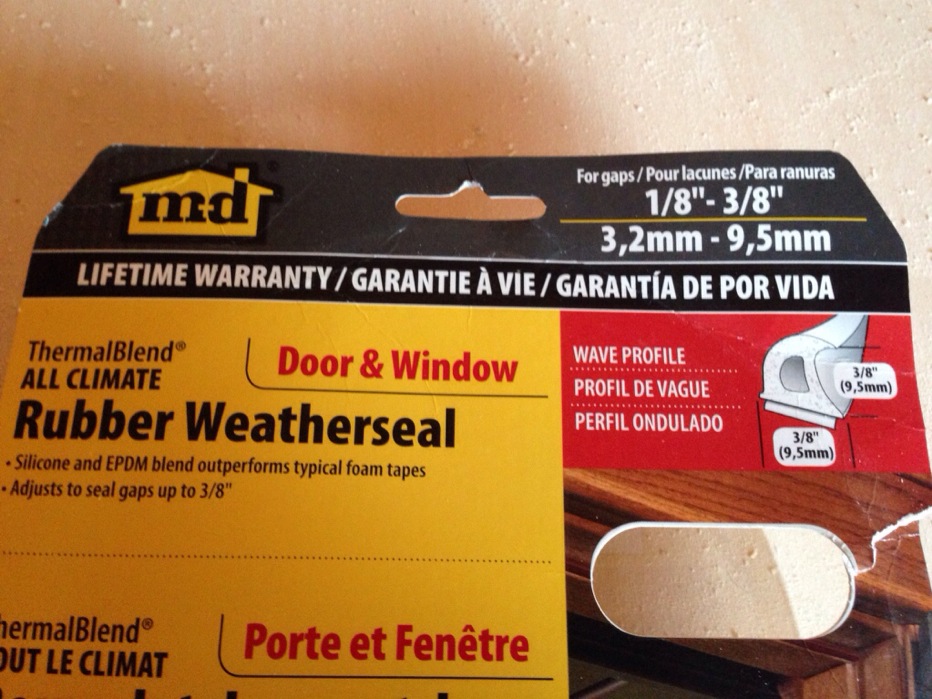 md
For gaps / Pour lacunes /Para ranuras
1/8"- 3/8"
3,2mm - 9,5mm
LIFETIME WARRANTY / GARANTIE À VIE / GARANTÍA DE POR VIDA
ThermalBlend®
ALL CLIMATE
Door & Window
Rubber Weatherseal
• Silicone and EPDM blend outperforms typical foam tapes
• Adjusts to seal gaps up to 3/8"
WAVE PROFILE
PROFIL DE VAGUE
PERFIL ONDULADO
3/8"
(9,5mm)
3/8"
(9,5mm)
hermalBlend®
OUT LE CLIMAT
Porte et Fenêtre